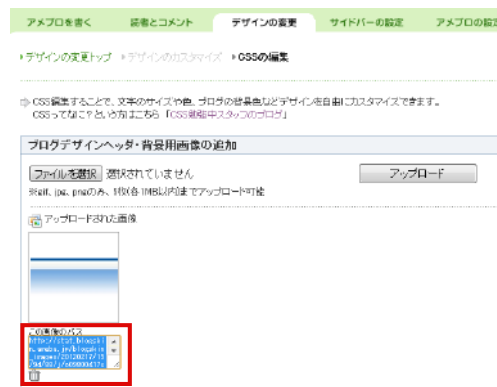 アメブロを書く 読者とコメント デザインの変更 サイドバーの設定 アメブロの設
デザインの変更トップ デザインのカスタマイズ CSSの編集
CSS編集することで、文字のサイズや色、ブログの背景色などデザインを自由にカスタマイズできます。
CSSってなに？という方はこちら「CSS勉強中スタッフのブログ」
ブログデザインヘッダ・背景用画像の追加
ファイルを選択 選択されていません アップロード
※gif、jpg、pngのみ、1枚(各1MB以内)までアップロード可能
アップロードされた画像
この画像のパス
http://stat.blogski
n.ameba.jp/blogskin
_images/20120217/